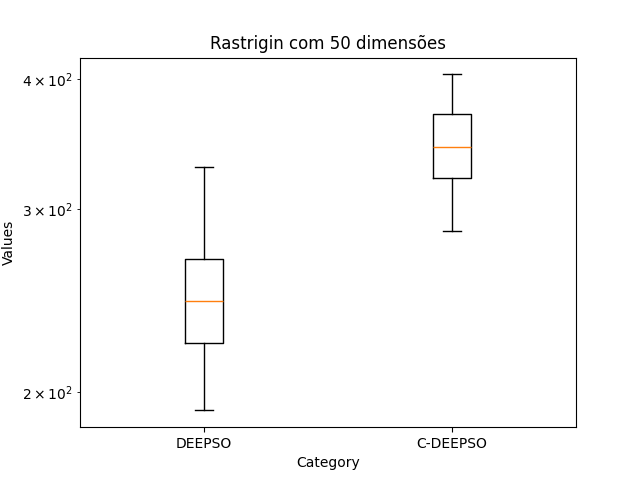 Rastrigin com 50 dimensões
4 × 10²
3 × 10²
2 × 10²
Values
DEEPSO
C-DEEPSO
Category